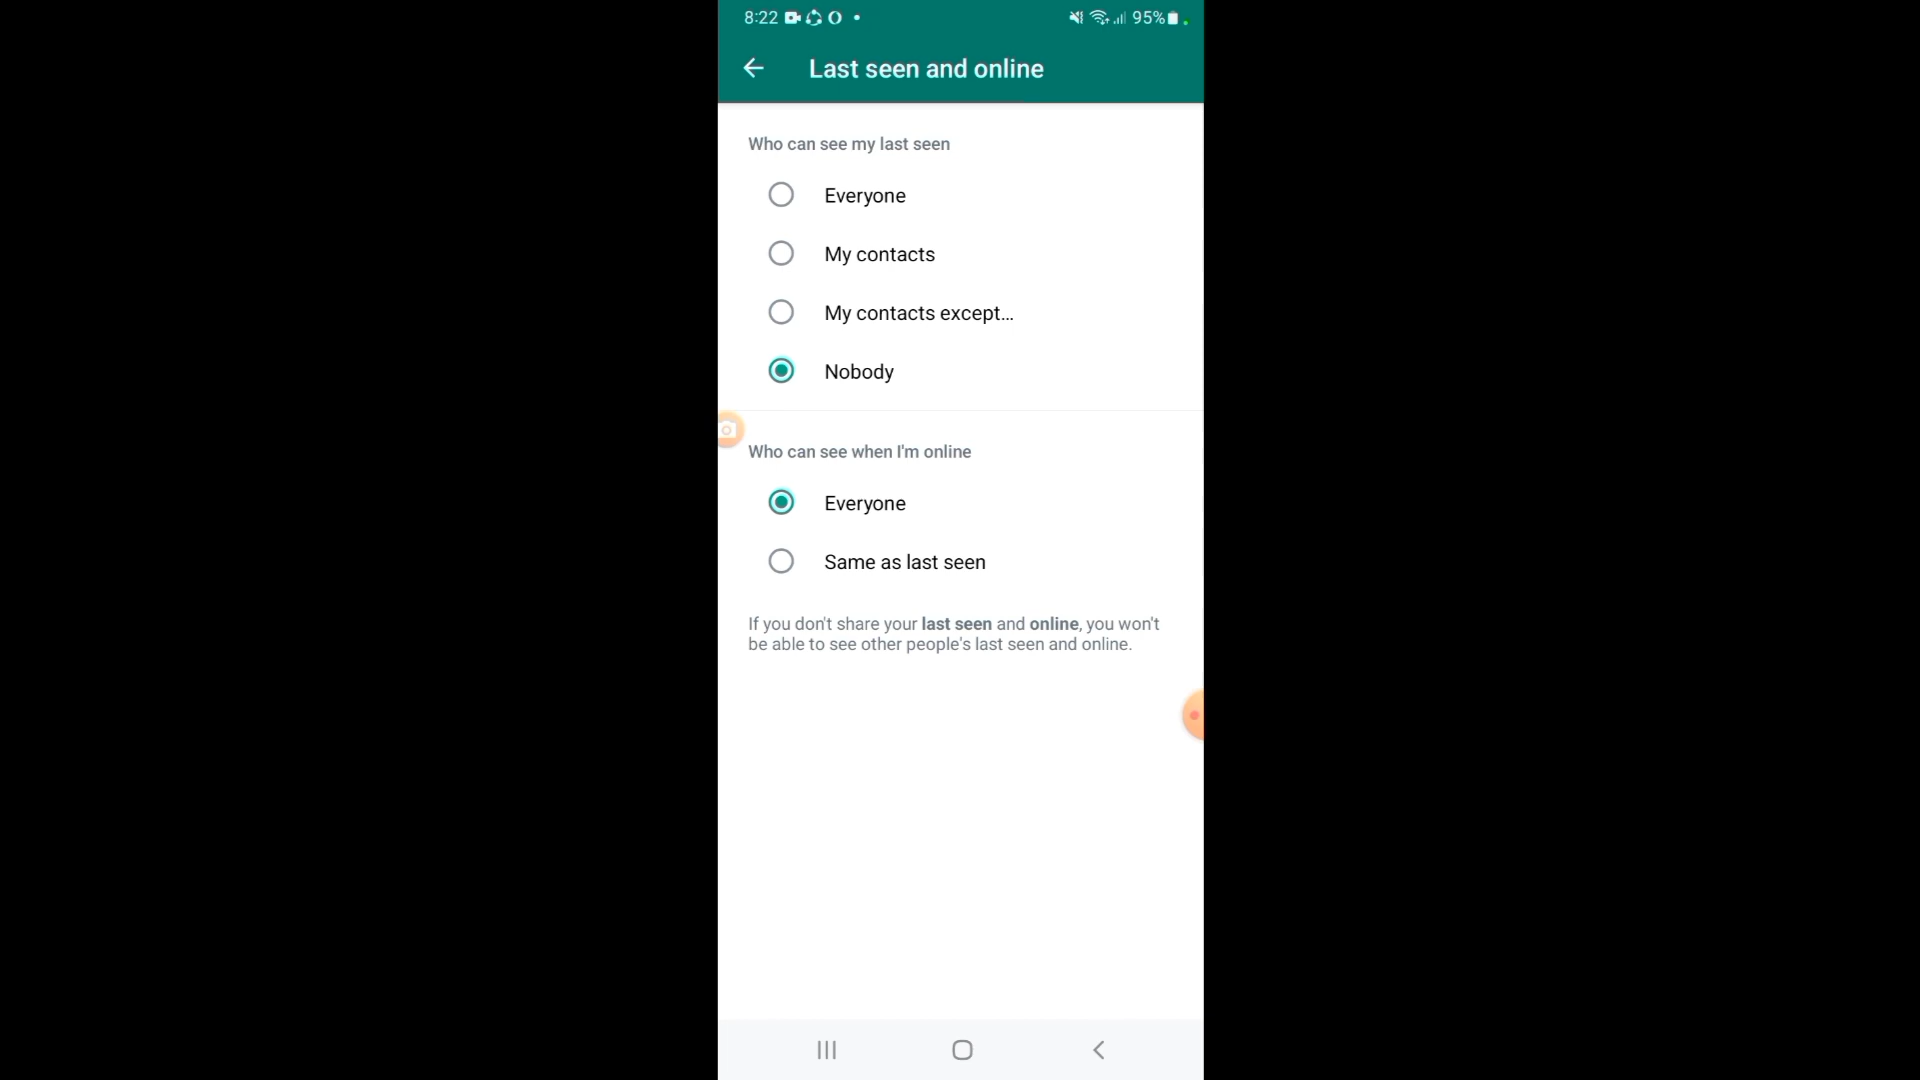 8:22 95%
Last seen and online
Who can see my last seen
Everyone
My contacts
My contacts except...
Nobody
Who can see when I'm online
Everyone
Same as last seen
If you don't share your last seen and online, you won't
be able to see other people's last seen and online.